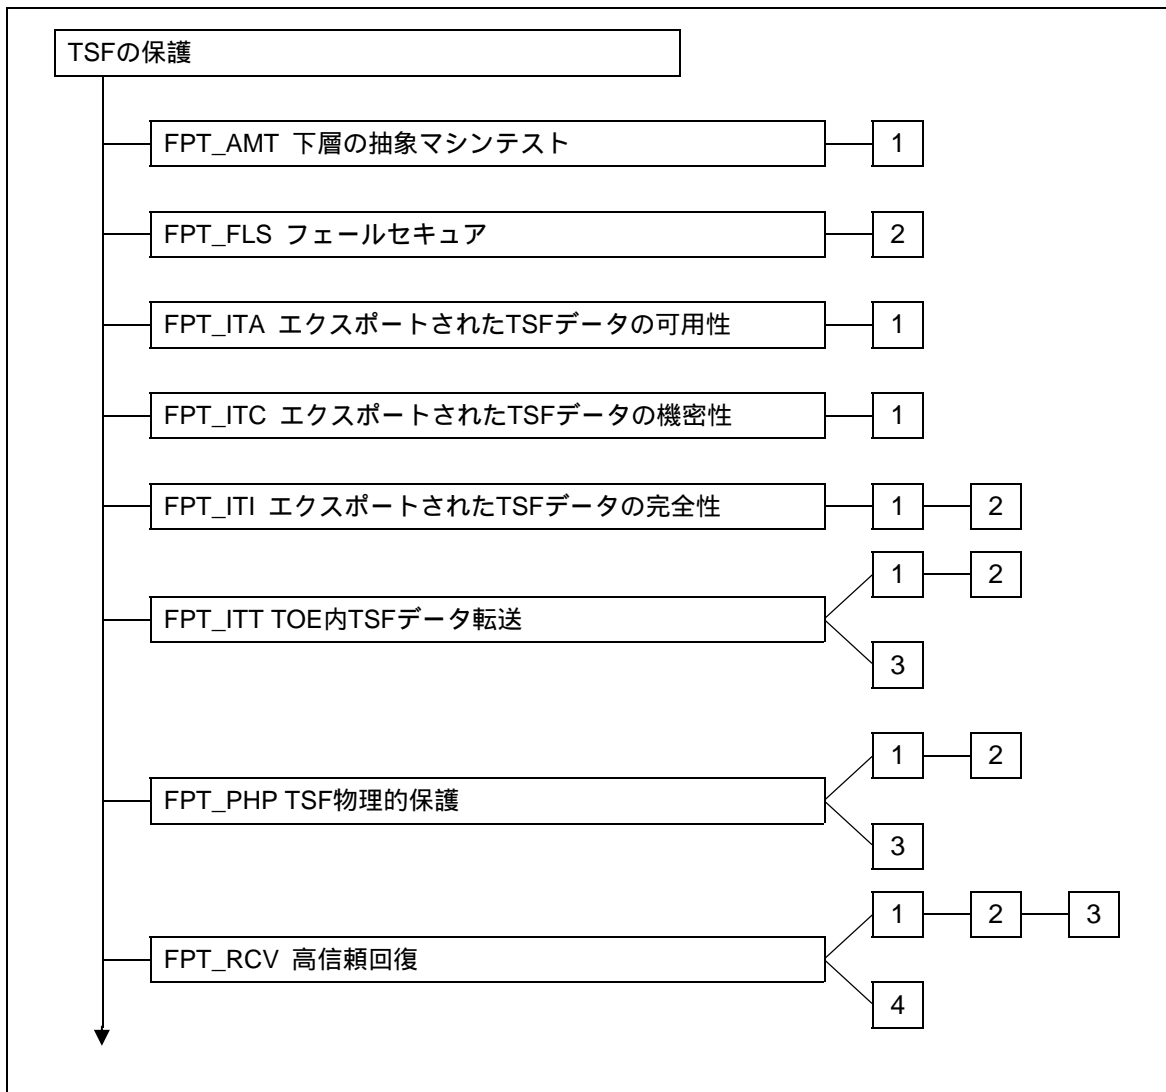 TSFの保護
FPT_AMT 下層の抽象マシンテスト 1
FPT_FLS フェールセキュア 2
FPT_ITA エクスポートされたTSFデータの可用性 1
FPT_ITC エクスポートされたTSFデータの機密性 1
FPT_ITI エクスポートされたTSFデータの完全性 1 2
1 2
FPT_ITT TOE内TSFデータ転送
3
1 2
FPT_PHP TSF物理的保護
3
1 2 3
FPT_RCV 高信頼回復
4